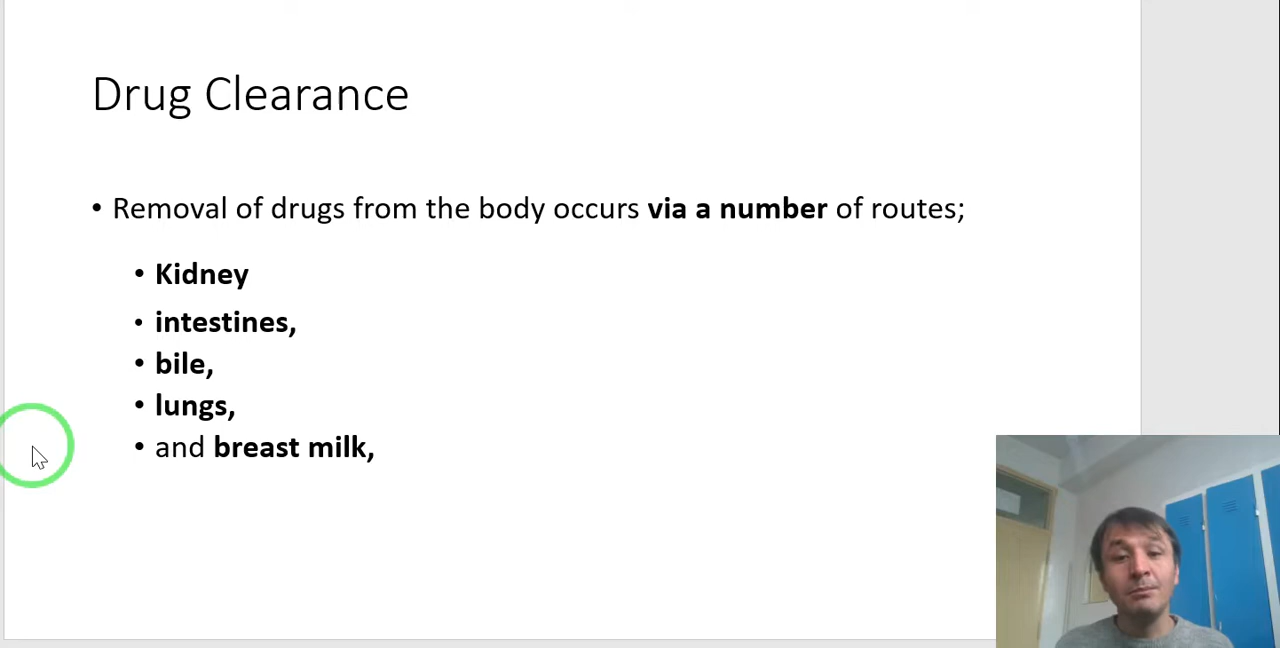 Drug Clearance
• Removal of drugs from the body occurs via a number of routes;
• Kidney
• intestines,
• bile,
• lungs,
• and breast milk,